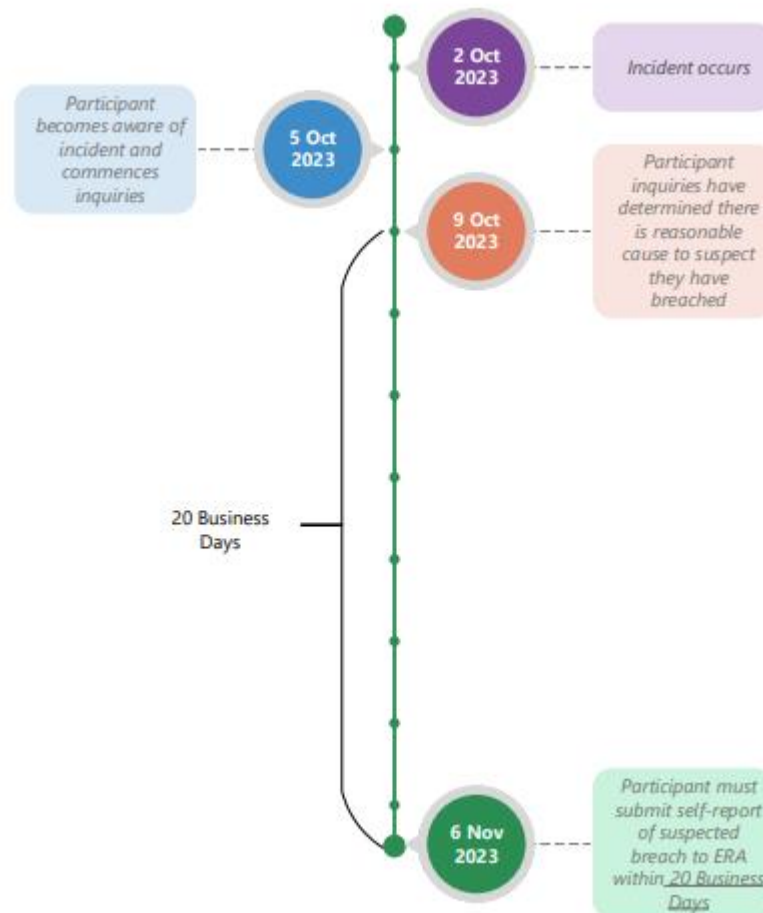 2 Oct
2023
Incident occurs
Participant
becomes aware of
incident and
commences
inquiries
5 Oct
2023
9 Oct
2023
Participant
inquiries have
determined there
is reasonable
cause to suspect
they have
breached
20 Business
Days
6 Nov
2023
Participant must
submit self-report
of suspected
breach to ERA
within 20 Business
Days